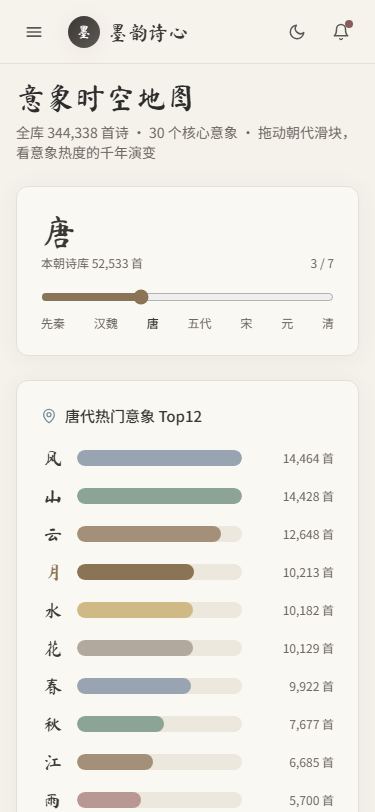 墨 墨韵诗心
意象时空地图
全库 344,338 首诗 · 30 个核心意象 · 拖动朝代滑块,
看意象热度的千年演变
唐
本朝诗库 52,533 首 3 / 7
先秦 汉魏 唐 五代 宋 元 清
唐代热门意象 Top12
风 14,464 首
山 14,428 首
云 12,648 首
月 10,213 首
水 10,182 首
花 10,129 首
春 9,922 首
秋 7,677 首
江 6,685 首
雨 5,700 首